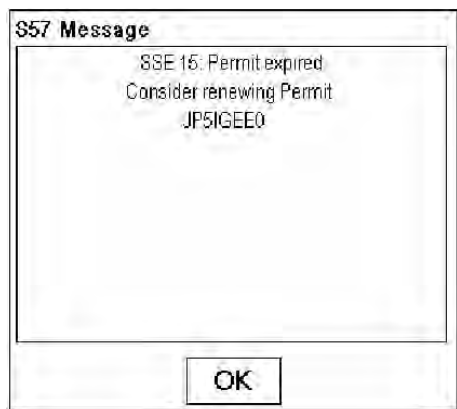 S57 Message
SSE 15: Permit expired
Consider renewing Permit
JP5IGEE0
OK